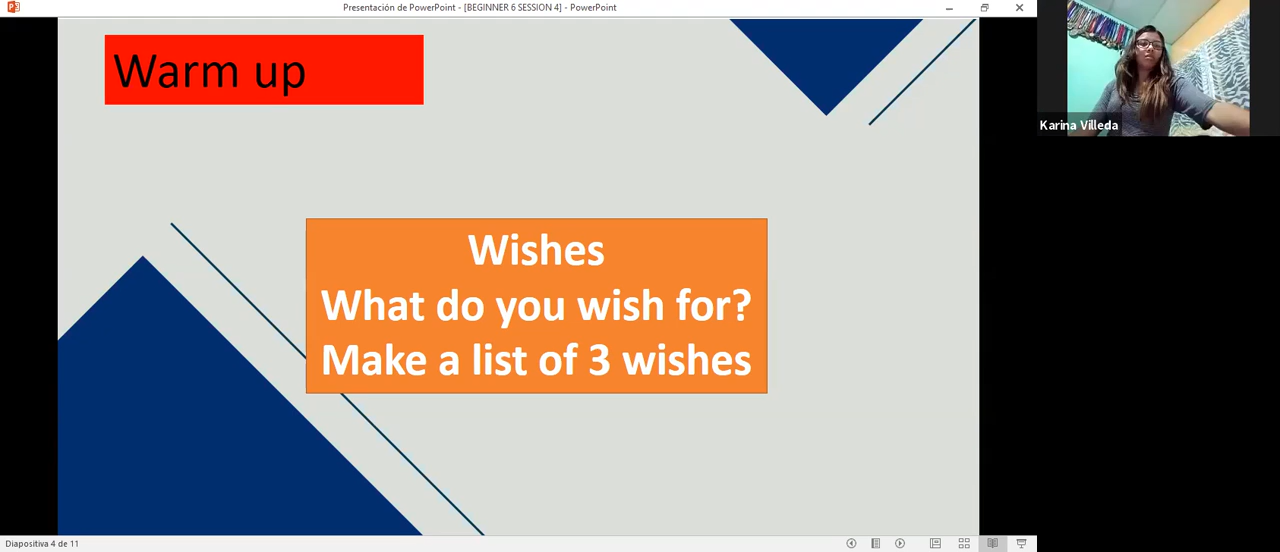 Presentación de PowerPoint - [BEGINNER 6 SESSION 4] - PowerPoint
Warm up
Karina Villeda
Wishes
What do you wish for?
Make a list of 3 wishes
Diapositiva 4 de 11